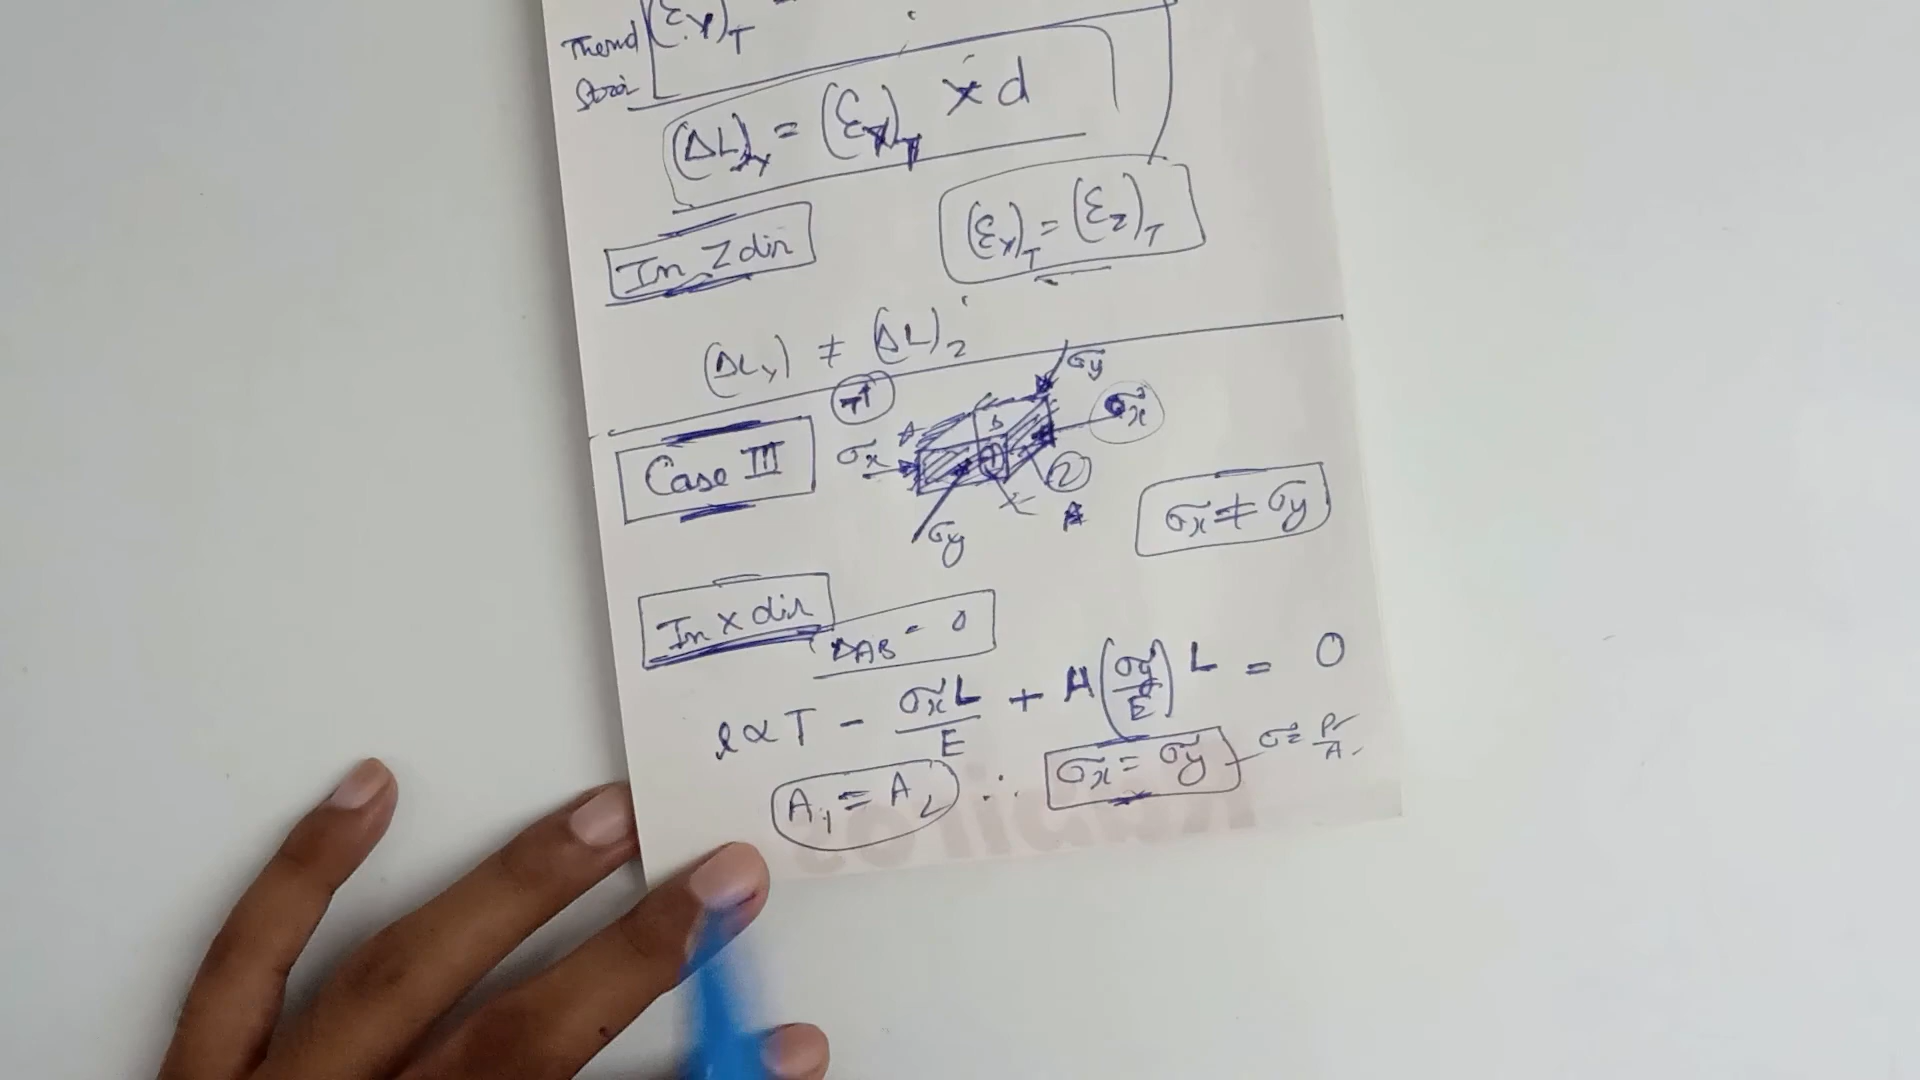 Thermal (εy)T
Strain
(ΔL)y = (εy)T × d
In Z dir
(εy)T = (εz)T
(ΔLy) ≠ (ΔL)z
T↑
σy
Case III
σx
A
B
1
2
σx
σy
σx ≠ σy
In x dir
ΔAB = 0
lαT - σxL/E + μ(σy/E)L = 0
A1 = A2 ∴ σx = σy
σ = P/A